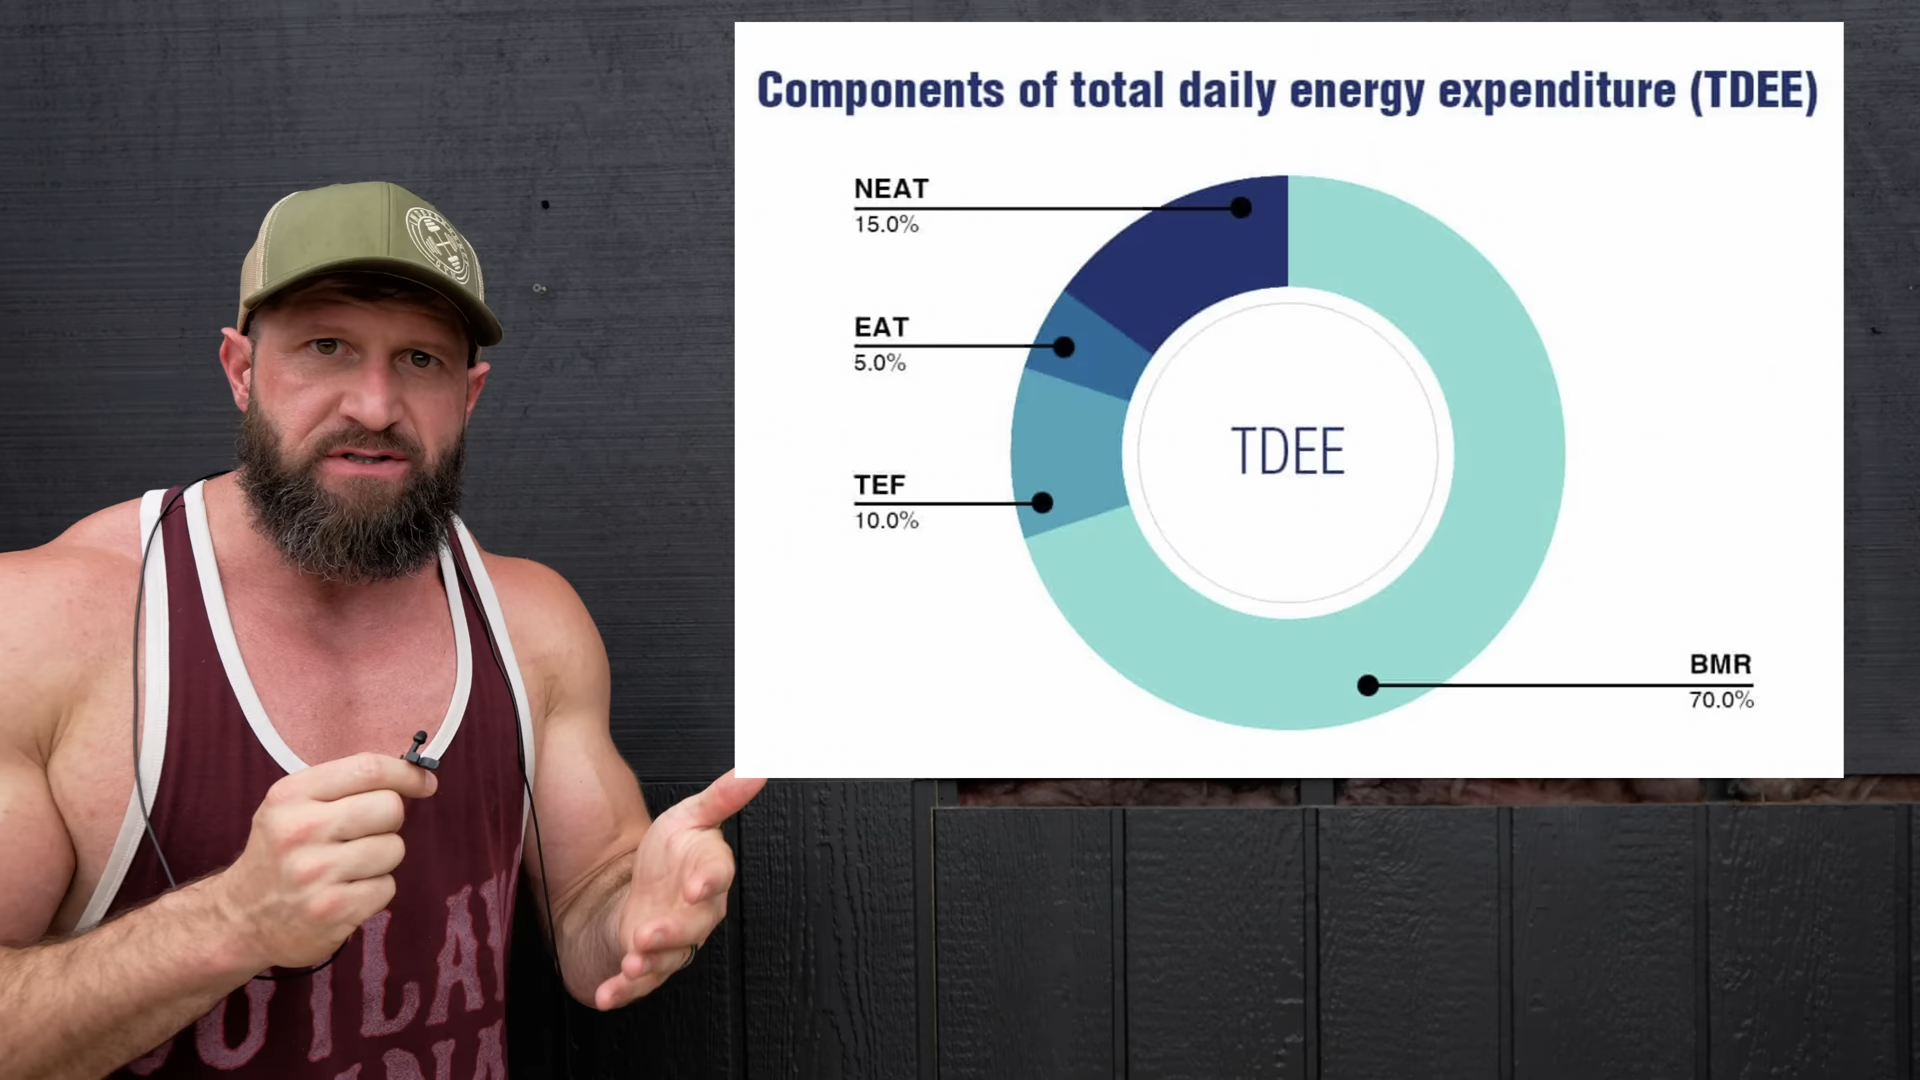 Components of total daily energy expenditure (TDEE)
NEAT
15.0%
EAT
5.0%
TEF
10.0%
TDEE
BMR
70.0%